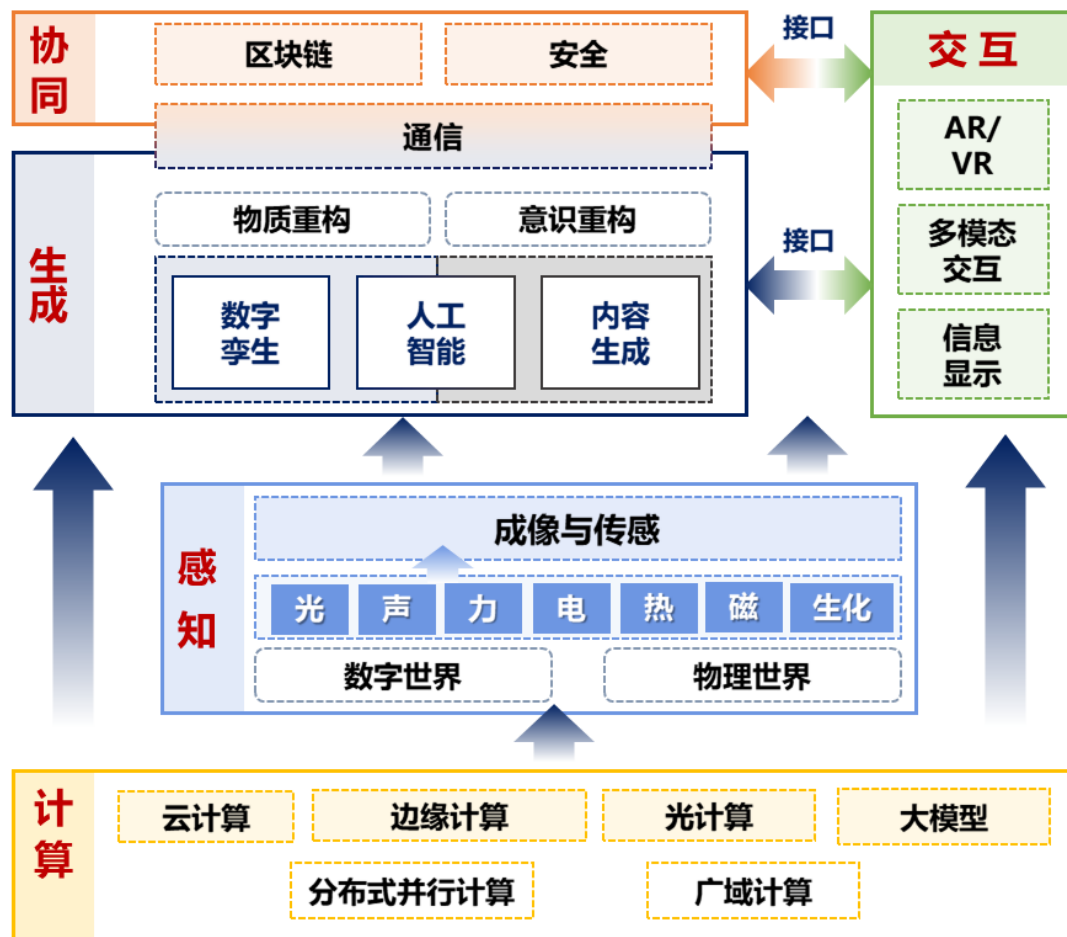 协同
区块链
安全
通信
接口
交互
AR/
VR
多模态
交互
信息
显示
生成
物质重构
意识重构
数字
孪生
人工
智能
内容
生成
接口
感知
成像与传感
光
声
力
电
热
磁
生化
数字世界
物理世界
计算
云计算
边缘计算
光计算
大模型
分布式并行计算
广域计算